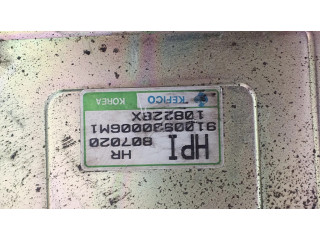 HPI HR
807020
9100930006M1
10822RX
KEFICO KOREA